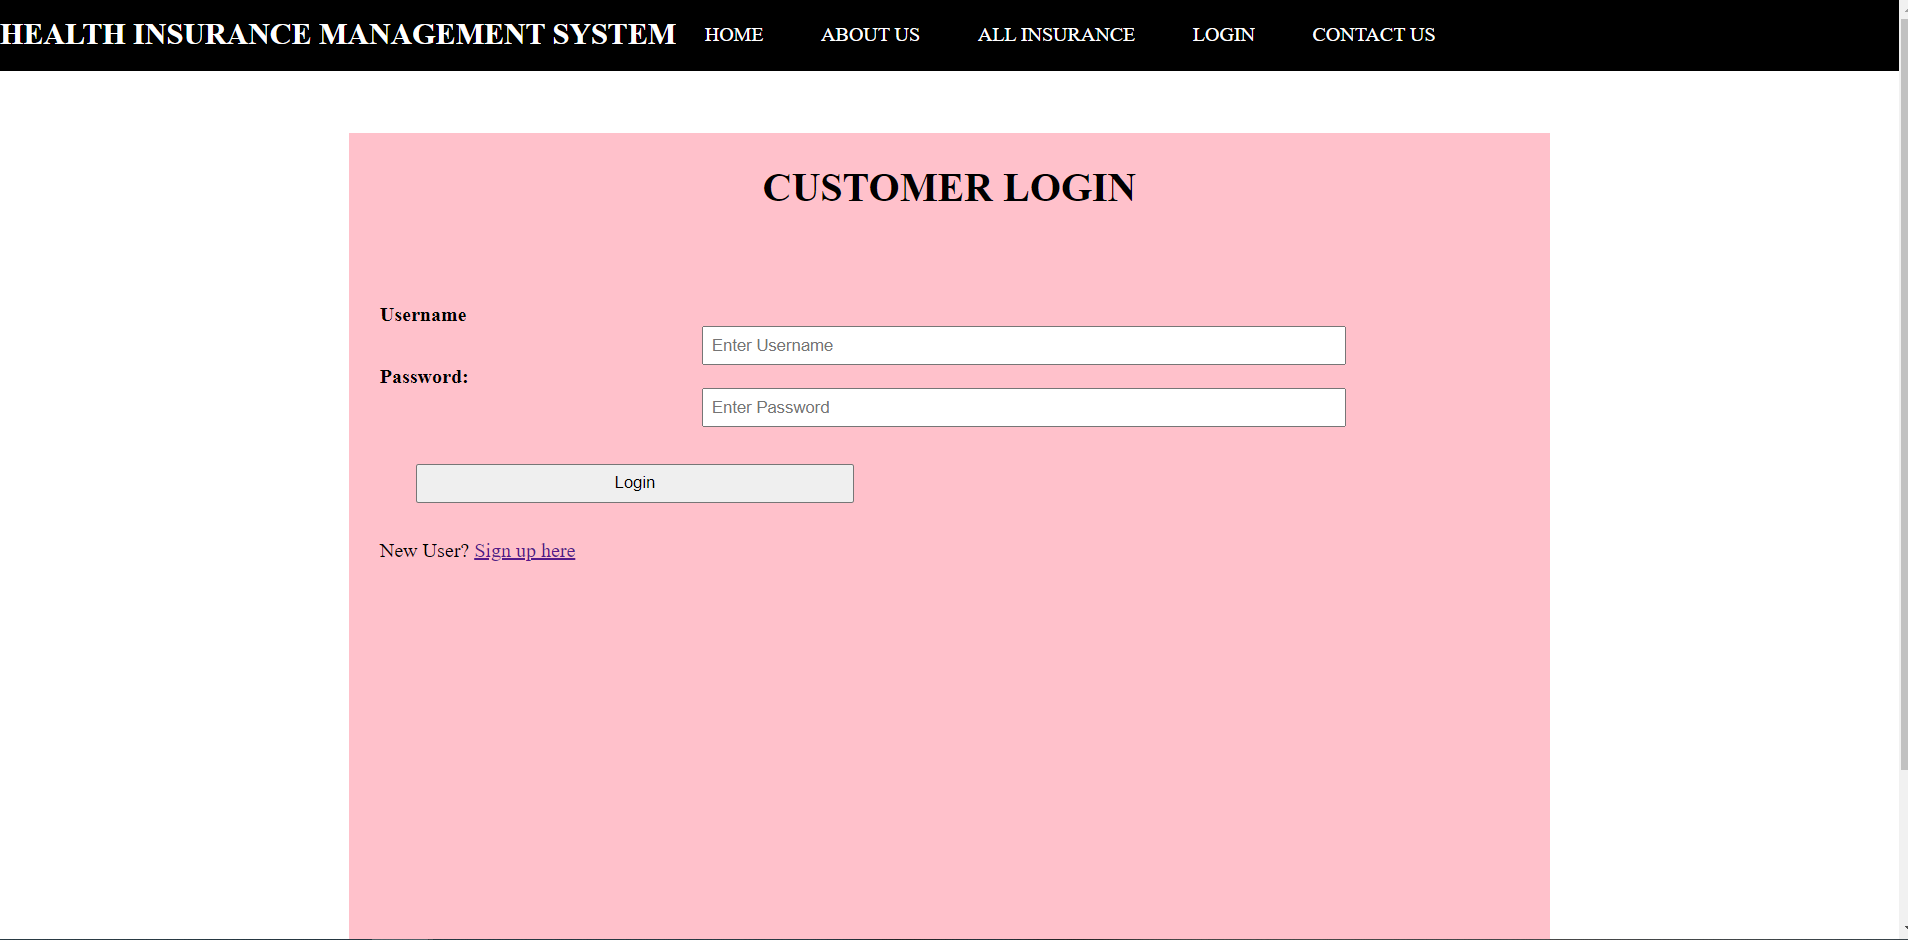 HEALTH INSURANCE MANAGEMENT SYSTEM HOME ABOUT US ALL INSURANCE LOGIN CONTACT US
CUSTOMER LOGIN
Username
Enter Username
Password:
Enter Password
Login
New User? Sign up here